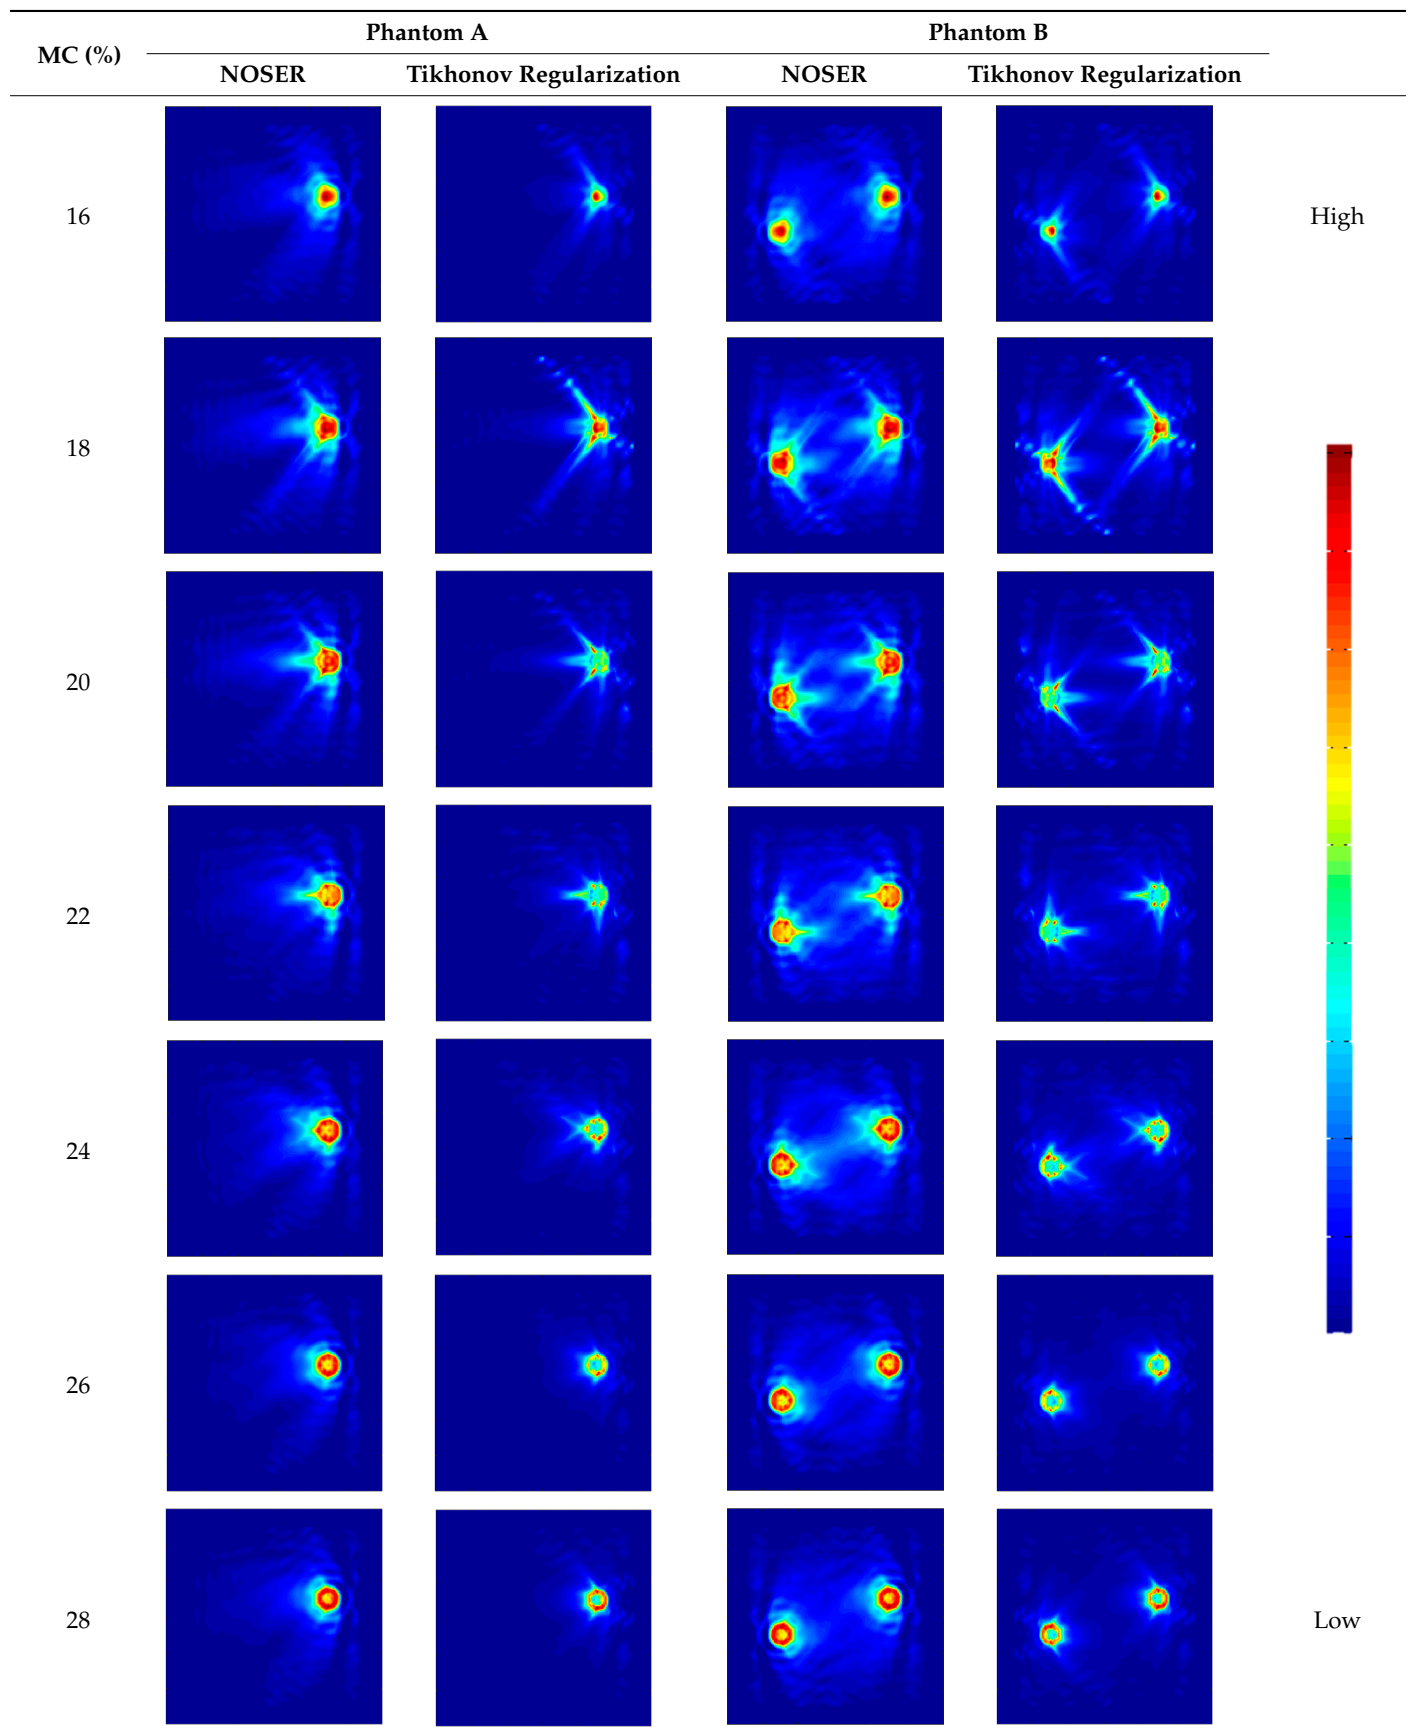 MC (%)
Phantom A
Phantom B
NOSER
Tikhonov Regularization
NOSER
Tikhonov Regularization
16
High
18
20
22
24
26
28
Low